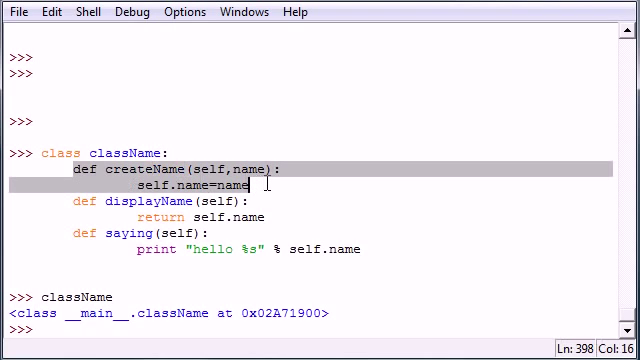 File Edit Shell Debug Options Windows Help
>>>
>>>
>>>
>>> class className:
def createName(self,name):
self.name=name
def displayName(self):
return self.name
def saying(self):
print "hello %s" % self.name
>>> className
<class __main__.className at 0x02A71900>
>>>
Ln: 398 Col: 16